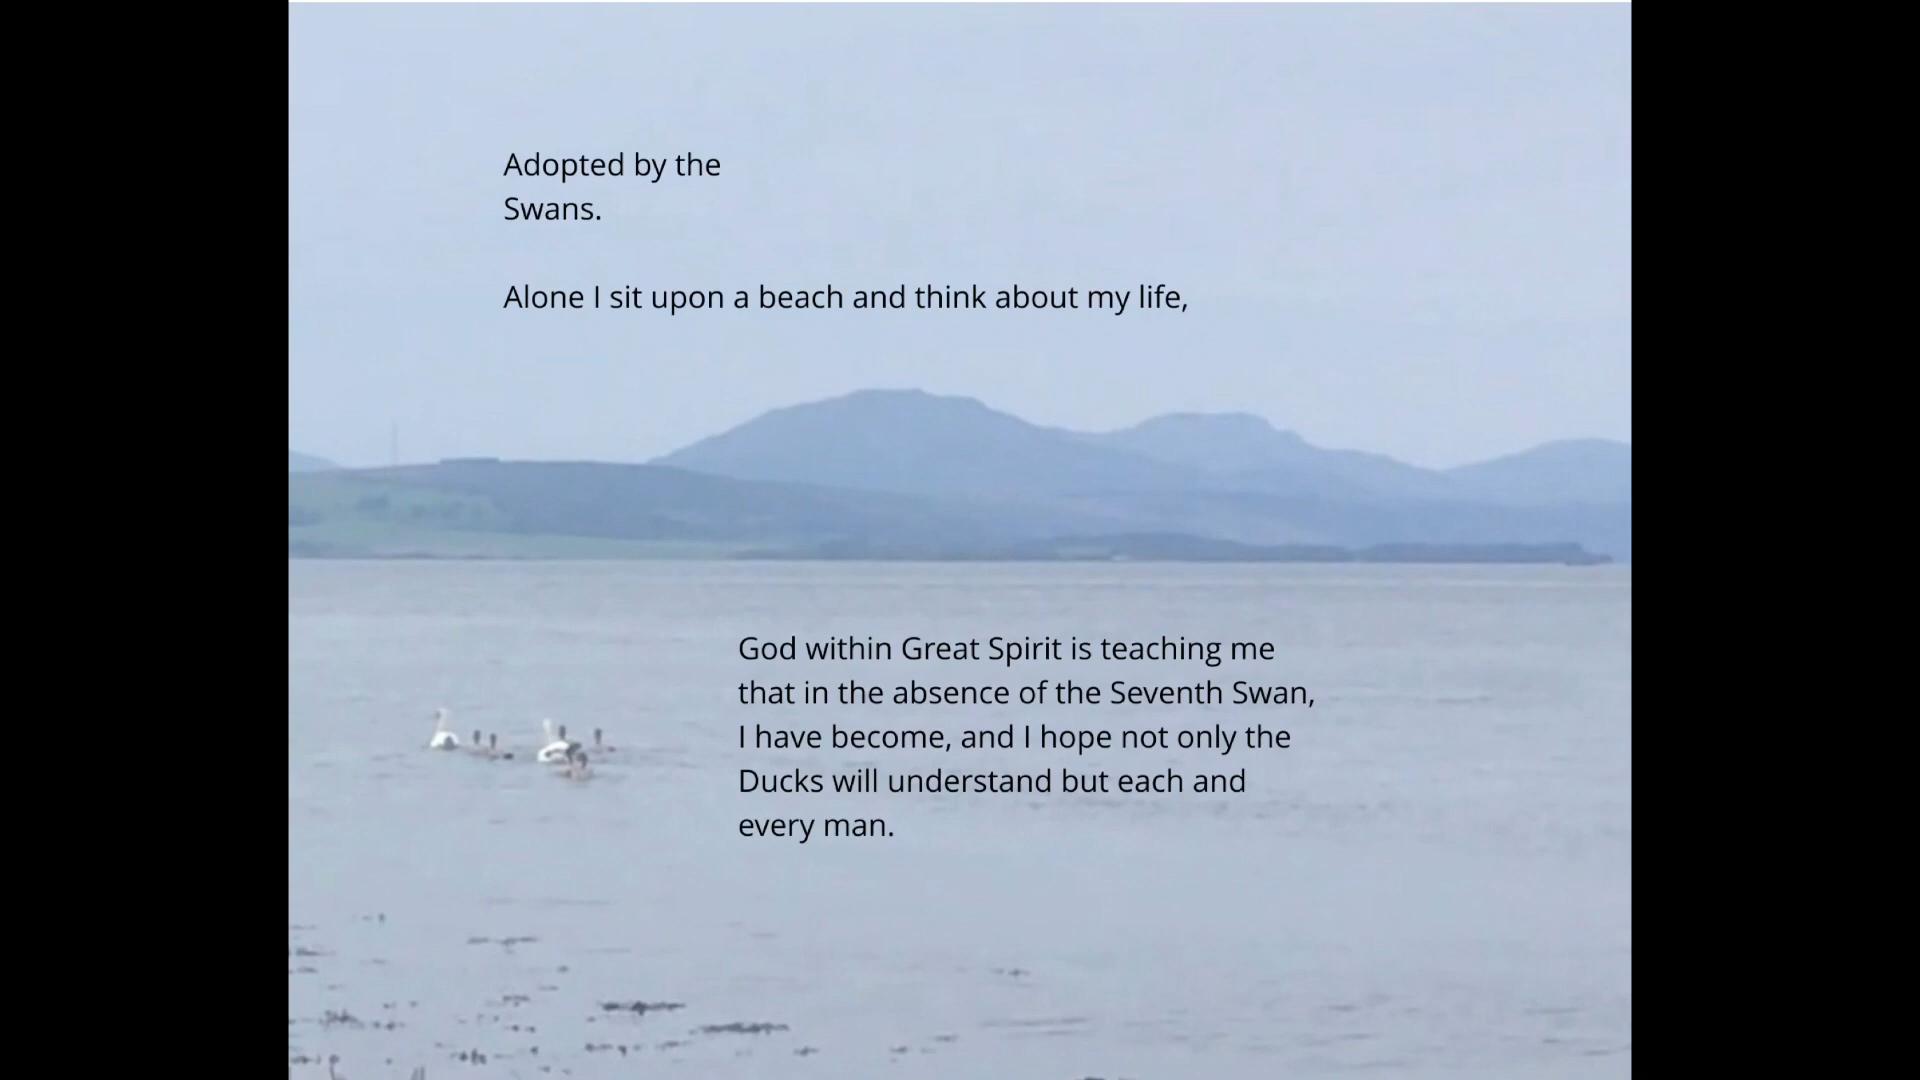 Adopted by the
Swans.
Alone I sit upon a beach and think about my life,
God within Great Spirit is teaching me
that in the absence of the Seventh Swan,
I have become, and I hope not only the
Ducks will understand but each and
every man.